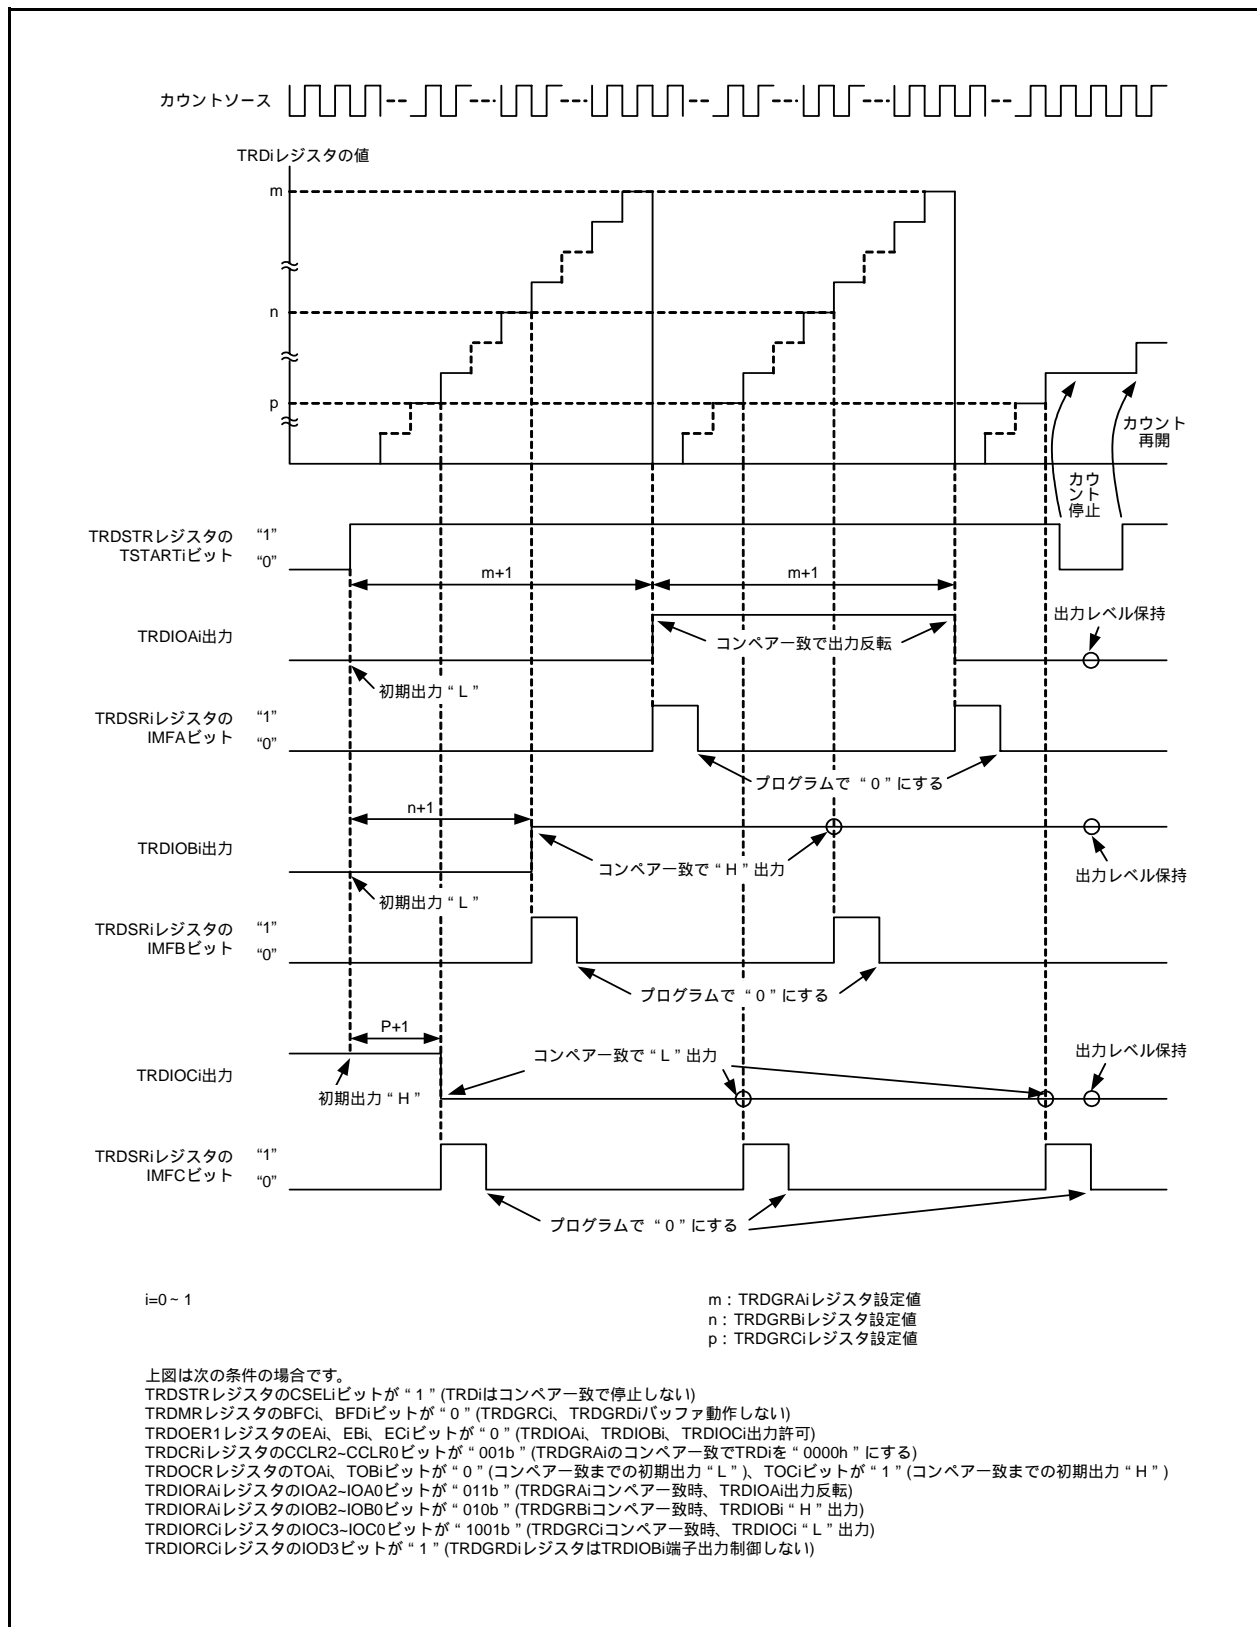 カウントソース
TRDiレジスタの値
m
n
p
カウント
再開
カウ
ント
停止
TRDSTRレジスタの
TSTARTiビット
“1”
“0”
m+1
m+1
TRDIOAi出力
コンペア一致で出力反転
出力レベル保持
初期出力“L”
TRDSRiレジスタの
IMFAビット
“1”
“0”
プログラムで“0”にする
n+1
TRDIOBi出力
コンペア一致で“H”出力
出力レベル保持
初期出力“L”
TRDSRiレジスタの
IMFBビット
“1”
“0”
プログラムで“0”にする
P+1
TRDIOCi出力
コンペア一致で“L”出力
出力レベル保持
初期出力“H”
TRDSRiレジスタの
IMFCビット
“1”
“0”
プログラムで“0”にする
i=0~1
m:TRDGRAiレジスタ設定値
n:TRDGRBiレジスタ設定値
p:TRDGRCiレジスタ設定値
上図は次の条件の場合です。
TRDSTRレジスタのCSELiビットが“1”(TRDiはコンペア一致で停止しない)
TRDMRレジスタのBFCi、BFDiビットが“0”(TRDGRCi、TRDGRDiバッファ動作しない)
TRDOER1レジスタのEAi、EBi、ECiビットが“0”(TRDIOAi、TRDIOBi、TRDIOCi出力許可)
TRDCRiレジスタのCCLR2~CCLR0ビットが“001b”(TRDGRAiのコンペア一致でTRDiを“0000h”にする)
TRDOCRレジスタのTOAi、TOBiビットが“0”(コンペア一致までの初期出力“L”)、TOCiビットが“1”(コンペア一致までの初期出力“H”)
TRDIORAiレジスタのIOA2~IOA0ビットが“011b”(TRDGRAiコンペア一致時、TRDIOAi出力反転)
TRDIORAiレジスタのIOB2~IOB0ビットが“010b”(TRDGRBiコンペア一致時、TRDIOBi“H”出力)
TRDIORCiレジスタのIOC3~IOC0ビットが“1001b”(TRDGRCiコンペア一致時、TRDIOCi“L”出力)
TRDIORCiレジスタのIOD3ビットが“1”(TRDGRDiレジスタはTRDIOBi端子出力制御しない)